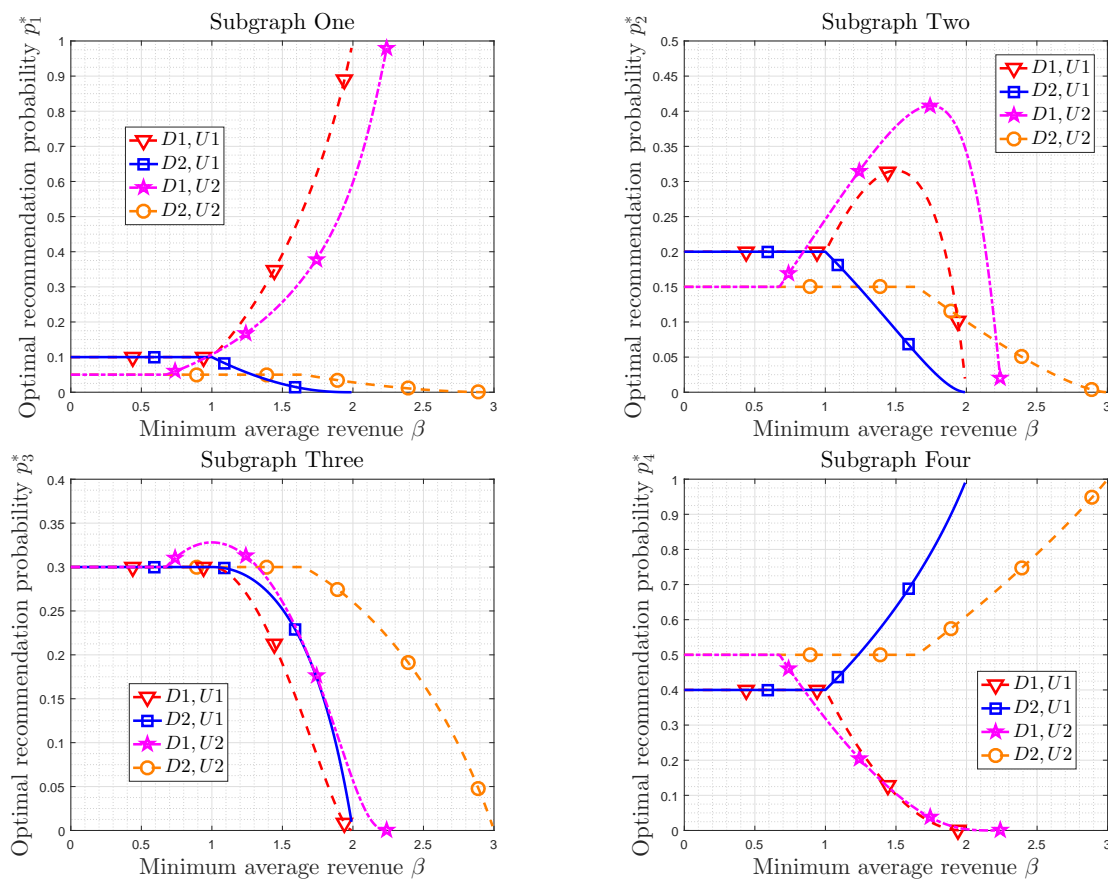 Subgraph One
Optimal recommendation probability p₁*
1
0.9
0.8
0.7
0.6
0.5
0.4
0.3
0.2
0.1
0
D1, U1
D2, U1
D1, U2
D2, U2
0 0.5 1 1.5 2 2.5 3
Minimum average revenue β
Subgraph Two
Optimal recommendation probability p₂*
0.5
0.45
0.4
0.35
0.3
0.25
0.2
0.15
0.1
0.05
0
D1, U1
D2, U1
D1, U2
D2, U2
0 0.5 1 1.5 2 2.5 3
Minimum average revenue β
Subgraph Three
Optimal recommendation probability p₃*
0.4
0.35
0.3
0.25
0.2
0.15
0.1
0.05
0
D1, U1
D2, U1
D1, U2
D2, U2
0 0.5 1 1.5 2 2.5 3
Minimum average revenue β
Subgraph Four
Optimal recommendation probability p₄*
1
0.9
0.8
0.7
0.6
0.5
0.4
0.3
0.2
0.1
0
D1, U1
D2, U1
D1, U2
D2, U2
0 0.5 1 1.5 2 2.5 3
Minimum average revenue β